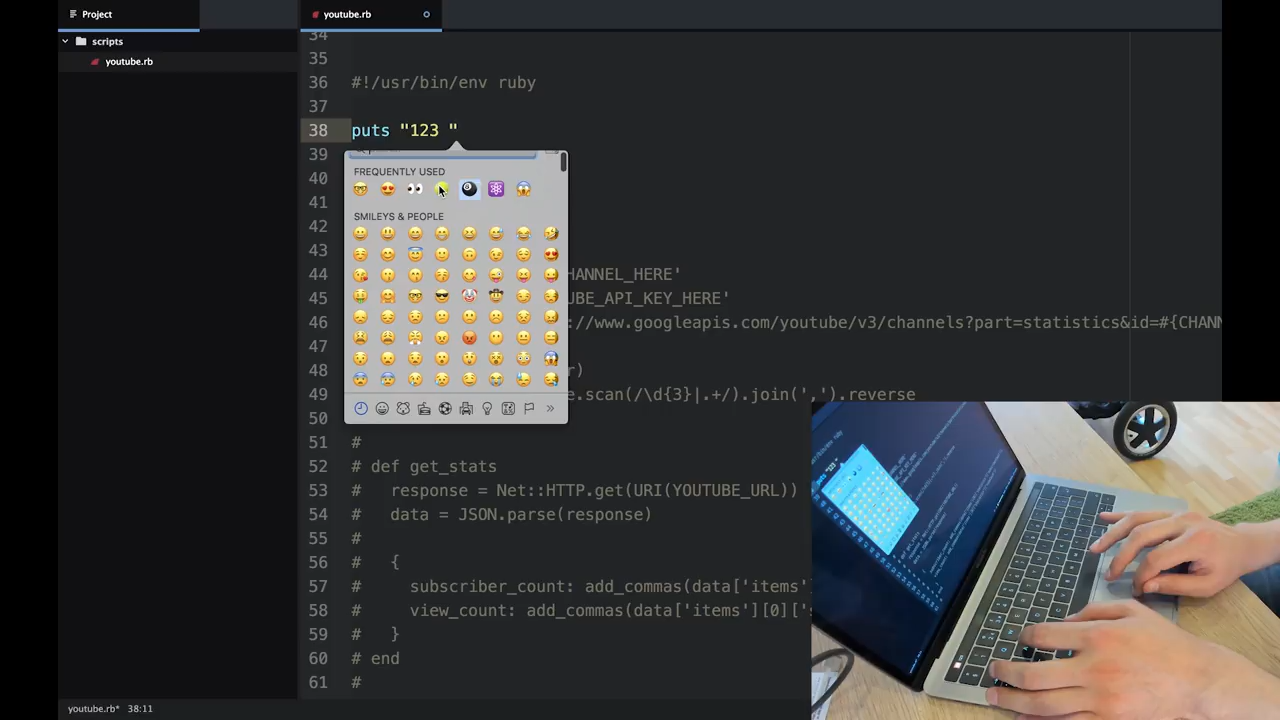 Project
youtube.rb
scripts
youtube.rb
34
35
36 #!/usr/bin/env ruby
37
38 puts "123 "
39
FREQUENTLY USED
40
41
SMILEYS & PEOPLE
42
43
44 HANNEL_HERE'
45 UBE_API_KEY_HERE'
46 ://www.googleapis.com/youtube/v3/channels?part=statistics&id=#{CHANN
47
48 )
49 e.scan(/\d{3}|.+/).join(',').reverse
50
51 #
52 # def get_stats
53 #   response = Net::HTTP.get(URI(YOUTUBE_URL))
54 #   data = JSON.parse(response)
55 #
56 #   {
57 #     subscriber_count: add_commas(data['items']
58 #     view_count: add_commas(data['items'][0]['s
59 #   }
60 # end
61 #
youtube.rb* 38:11